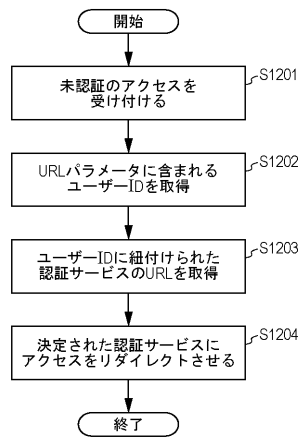 開始
S1201
未認証のアクセスを
受け付ける
S1202
URLパラメータに含まれる
ユーザーIDを取得
S1203
ユーザーIDに紐付けられた
認証サービスのURLを取得
S1204
決定された認証サービスに
アクセスをリダイレクトさせる
終了